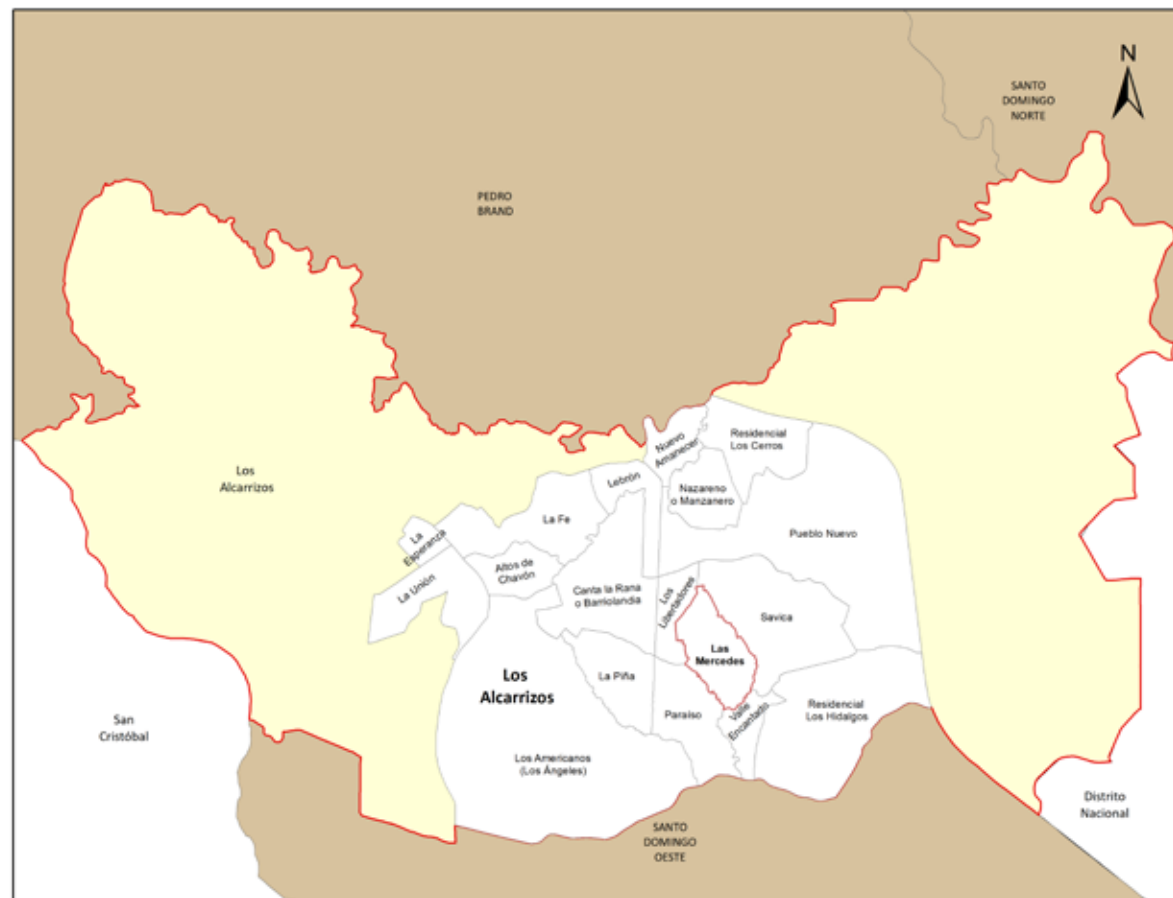 N
SANTO
DOMINGO
NORTE
PEDRO
BRAND
Nuevo
Amanecer
Residencial
Los Cerros
Los
Alcarrizos
Lebrón
Nazareno
o Manzanero
La Fe
La
Esperanza
Pueblo Nuevo
Altos de
Chavón
La Unión
Canta la Rana
o Barriolandia
Los Libertadores
Savica
Las
Mercedes
Los
Alcarrizos
La Piña
San
Cristóbal
Paraíso
Valle
Encantado
Residencial
Los Hidalgos
Los Americanos
(Los Ángeles)
Distrito
Nacional
SANTO
DOMINGO
OESTE